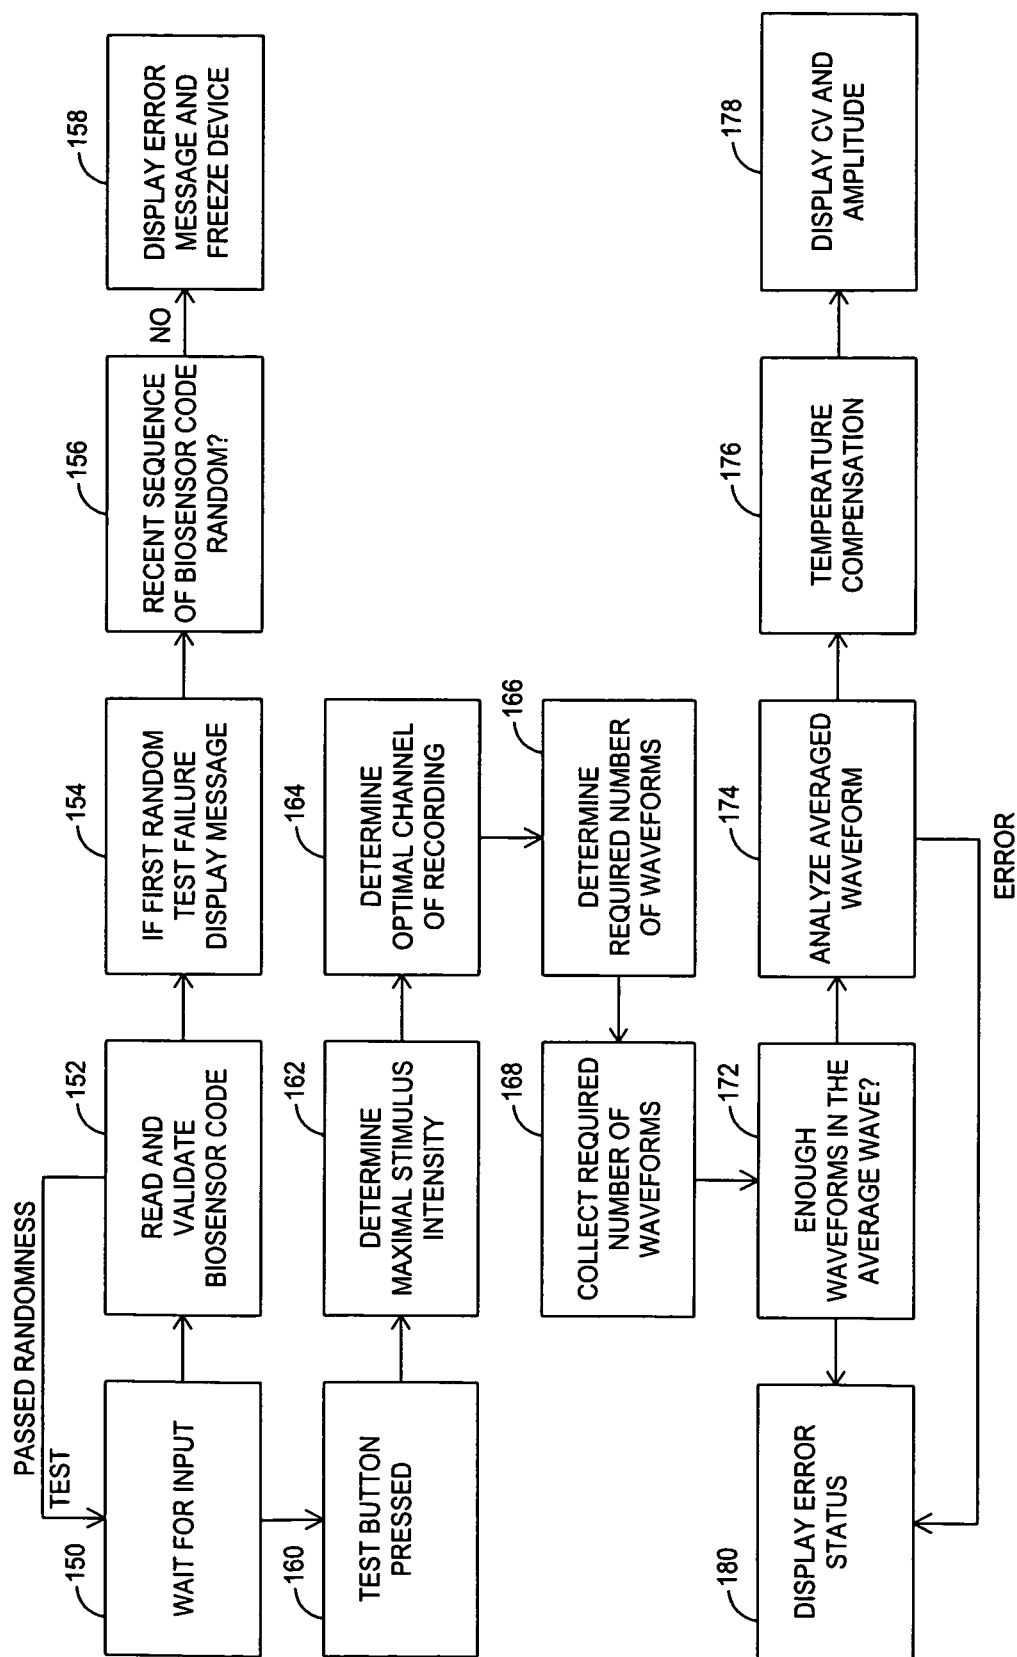 PASSED RANDOMNESS
TEST
150
WAIT FOR INPUT
152
READ AND
VALIDATE
BIOSENSOR CODE
154
IF FIRST RANDOM
TEST FAILURE
DISPLAY MESSAGE
156
RECENT SEQUENCE
OF BIOSENSOR CODE
RANDOM?
NO
158
DISPLAY ERROR
MESSAGE AND
FREEZE DEVICE
160
TEST BUTTON
PRESSED
162
DETERMINE
MAXIMAL STIMULUS
INTENSITY
164
DETERMINE
OPTIMAL CHANNEL
OF RECORDING
166
DETERMINE
REQUIRED NUMBER
OF WAVEFORMS
168
COLLECT REQUIRED
NUMBER OF
WAVEFORMS
172
ENOUGH
WAVEFORMS IN THE
AVERAGE WAVE?
174
ANALYZE AVERAGED
WAVEFORM
176
TEMPERATURE
COMPENSATION
178
DISPLAY CV AND
AMPLITUDE
180
DISPLAY ERROR
STATUS
ERROR